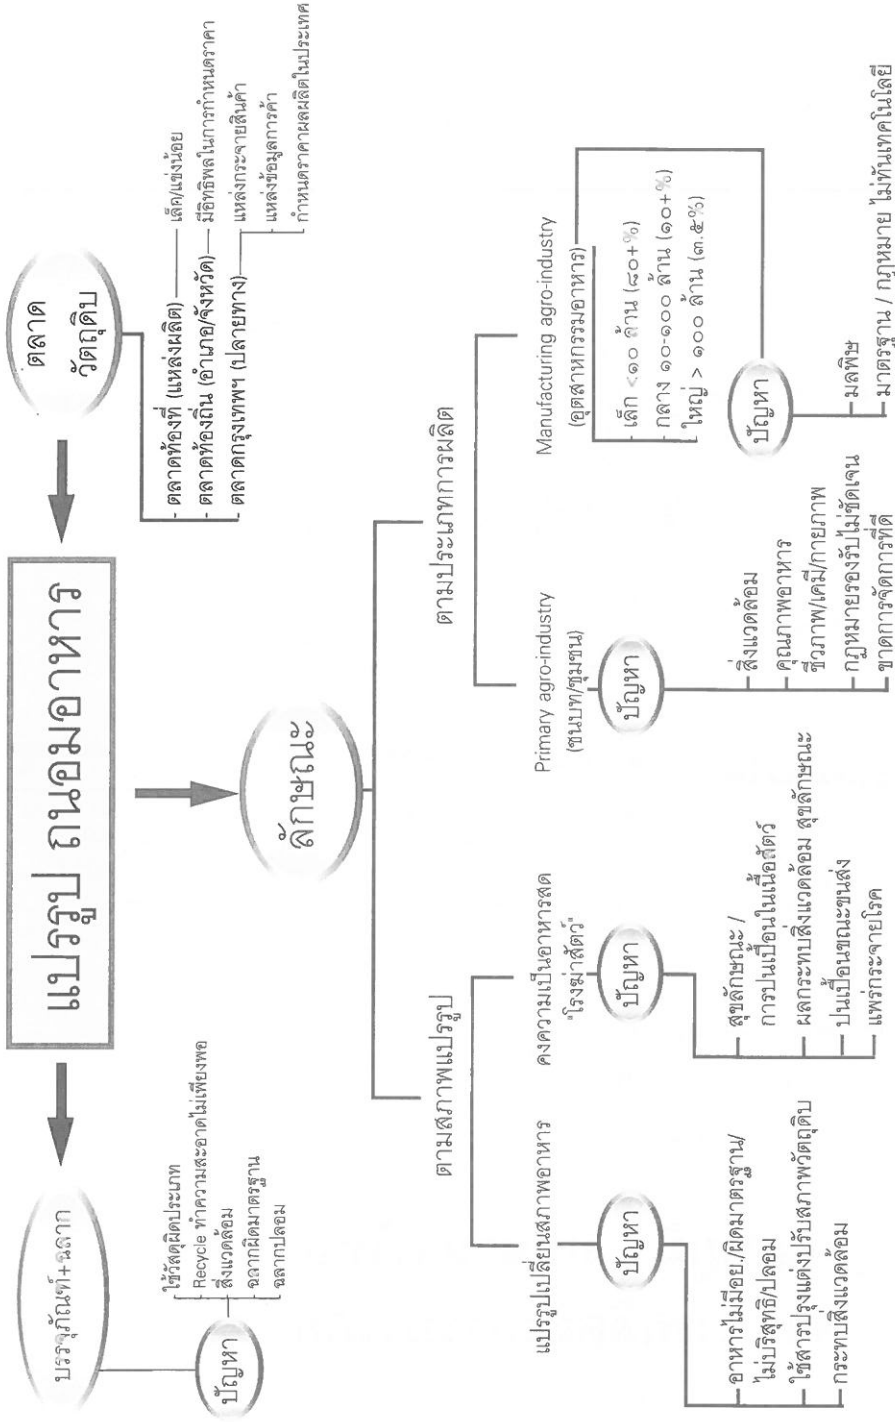 แปรรูป ถนอมอาหาร
บรรจุภัณฑ์+ฉลาก
ปัญหา
ใช้วัสดุผิดประเภท
Recycle ทำความสะอาดไม่เพียงพอ
สิ่งแวดล้อม
ฉลากผิดมาตรฐาน
ฉลากปลอม
ตลาด
วัตถุดิบ
ตลาดท้องที่ (แหล่งผลิต)
เล็ค/แข่งน้อย
ตลาดท้องถิ่น (อำเภอ/จังหวัด)
มีอิทธิพลในการกำหนดราคา
ตลาดกรุงเทพฯ (ปลายทาง)
แหล่งกระจายสินค้า
แหล่งข้อมูลการค้า
กำหนดราคาผลผลิตในประเทศ
ลักษณะ
ตามสภาพแปรรูป
แปรรูปเปลี่ยนสภาพอาหาร
ปัญหา
อาหารไม่มีอย./ผิดมาตรฐาน/
ไม่บริสุทธิ/ปลอม
ใช้สารปรุงแต่งปรับสภาพวัตถุดิบ
กระทบสิ่งแวดล้อม
คงความเป็นอาหารสด
"โรงฆ่าสัตว์"
ปัญหา
สุขลักษณะ /
การปนเปื้อนในเนื้อสัตว์
ผลกระทบสิ่งแวดล้อม สุขลักษณะ
ปนเปื้อนขณะขนส่ง
แพร่กระจายโรค
ตามประเภทการผลิต
Primary agro-industry
(ชนบท/ชุมชน)
ปัญหา
สิ่งแวดล้อม
คุณภาพอาหาร
ชีวภาพ/เคมี/กายภาพ
กฎหมายรองรับไม่ชัดเจน
ขาดการจัดการที่ดี
Manufacturing agro-industry
(อุตสาหกรรมอาหาร)
เล็ก <๑๐ ล้าน (๘๐+%)
กลาง ๑๐-๑๐๐ ล้าน (๑๐+%)
ใหญ่ > ๑๐๐ ล้าน (๓.๕%)
ปัญหา
มลพิษ
มาตรฐาน / กฎหมาย ไม่ทันเทคโนโลยี